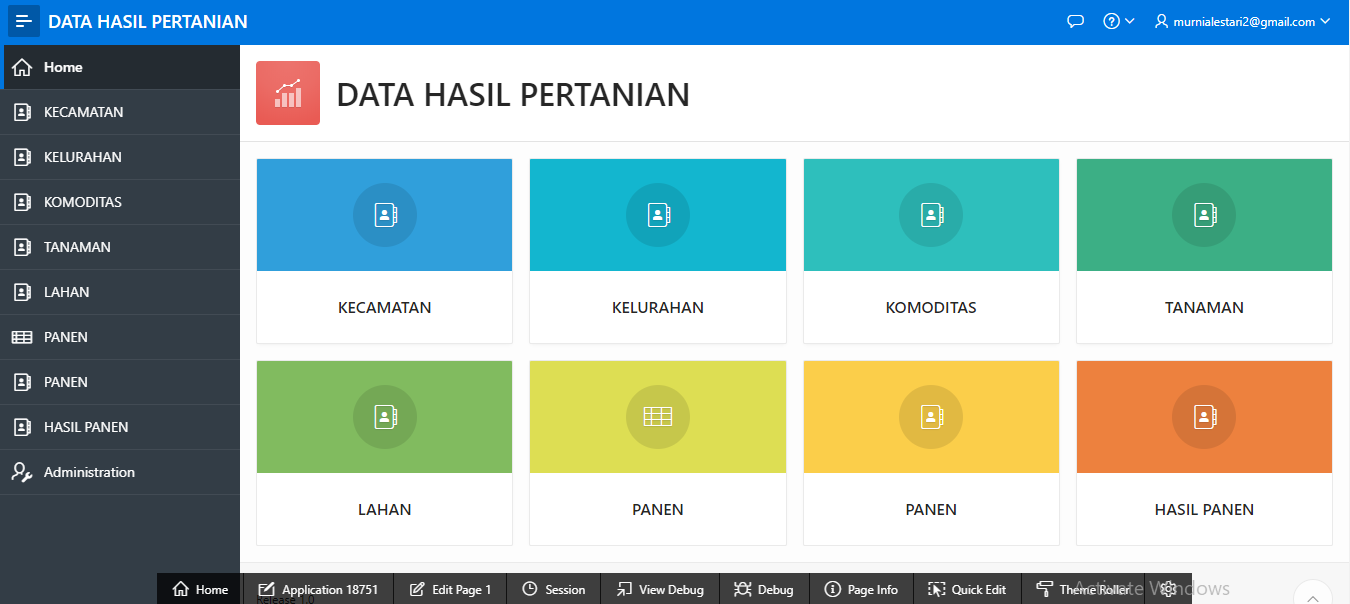 DATA HASIL PERTANIAN
murnialestari2@gmail.com
Home
KECAMATAN
KELURAHAN
KOMODITAS
TANAMAN
LAHAN
PANEN
PANEN
HASIL PANEN
Administration
DATA HASIL PERTANIAN
KECAMATAN KELURAHAN KOMODITAS TANAMAN
LAHAN PANEN PANEN HASIL PANEN
Release 1.0
Home Application 18751 Edit Page 1 Session View Debug Debug Page Info Quick Edit Theme Roller
Activate Windows